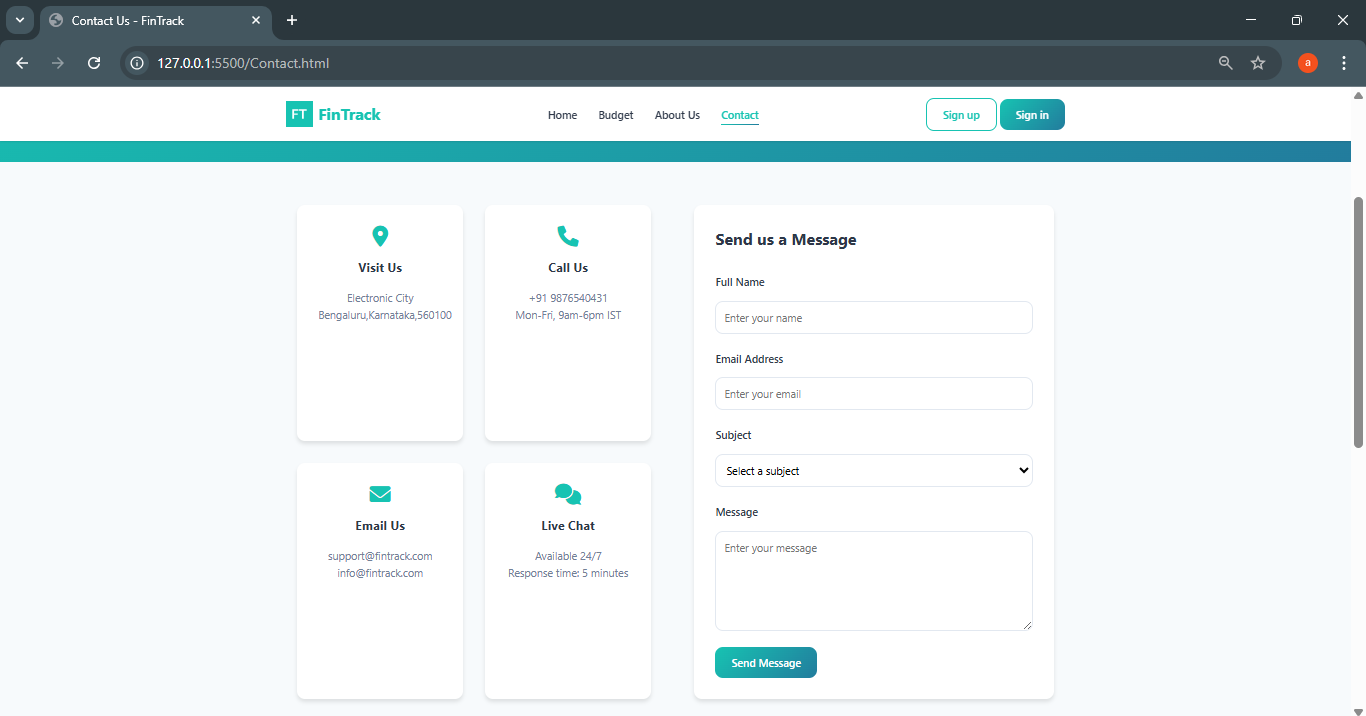 Contact Us - FinTrack
127.0.0.1:5500/Contact.html
a
FT FinTrack
Home Budget About Us Contact
Sign up Sign in
Visit Us
Electronic City
Bengaluru,Karnataka,560100
Call Us
+91 9876540431
Mon-Fri, 9am-6pm IST
Email Us
support@fintrack.com
info@fintrack.com
Live Chat
Available 24/7
Response time: 5 minutes
Send us a Message
Full Name
Enter your name
Email Address
Enter your email
Subject
Select a subject
Message
Enter your message
Send Message